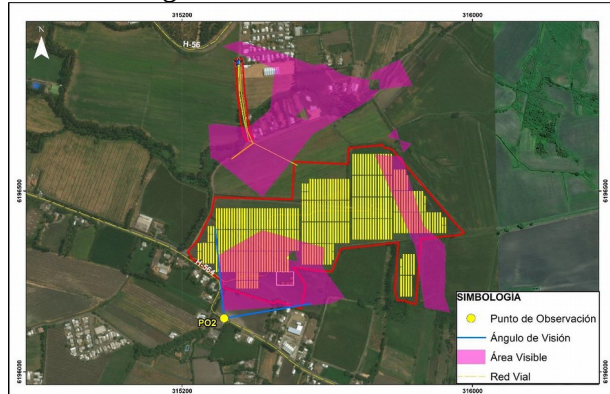 315200
316000
N
H-56
6196500
6196500
H-564
PO2
6196000
6196000
SIMBOLOGIA
Punto de Observación
Ángulo de Visión
Área Visible
Red Vial
315200
316000